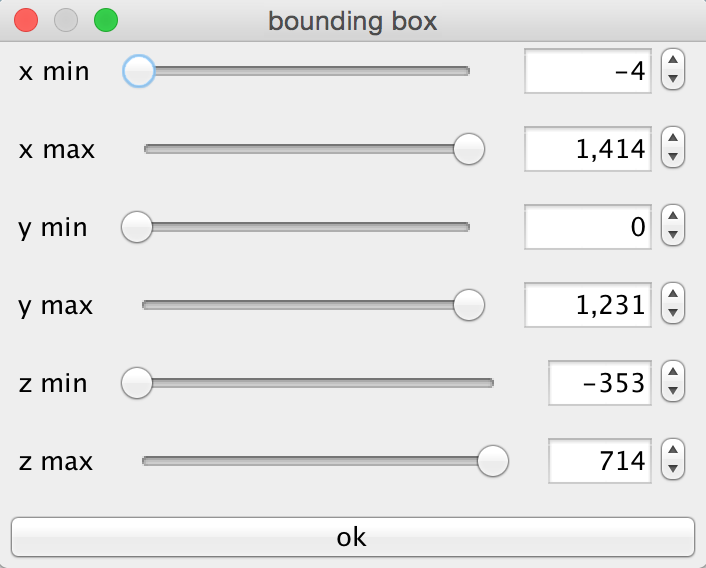 bounding box
x min -4
x max 1,414
y min 0
y max 1,231
z min -353
z max 714
ok